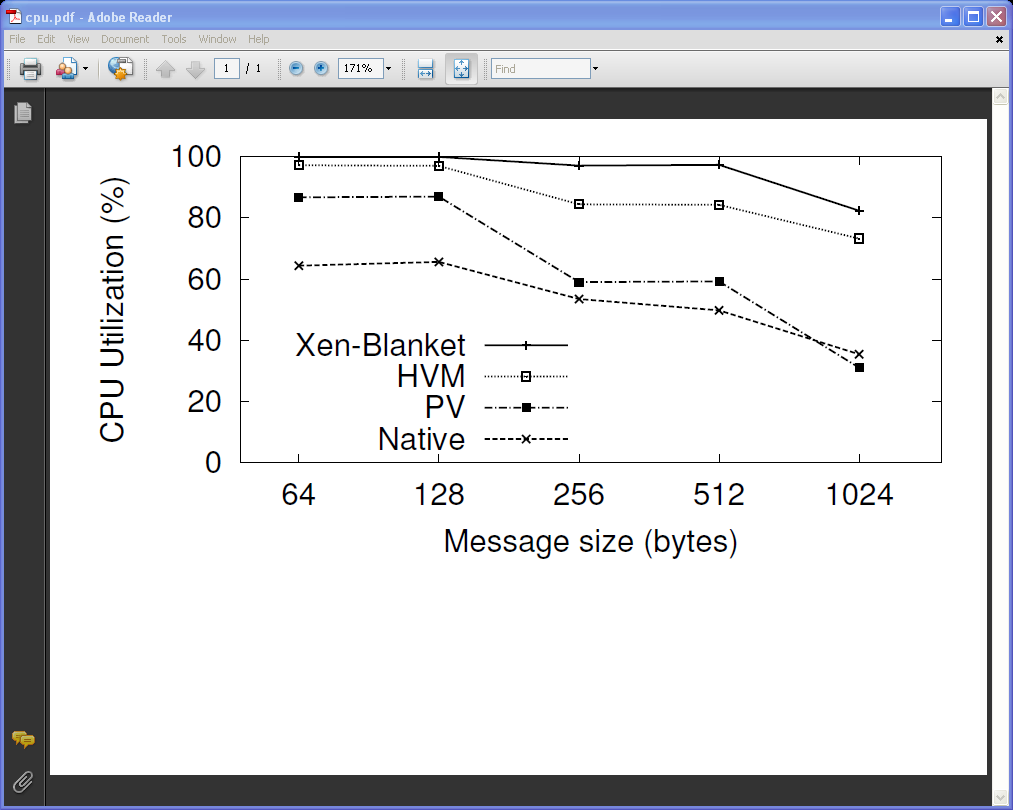 cpu.pdf - Adobe Reader
File Edit View Document Tools Window Help
1 / 1 171% Find
100
80
60
40
20
0
CPU Utilization (%)
Xen-Blanket
HVM
PV
Native
64 128 256 512 1024
Message size (bytes)